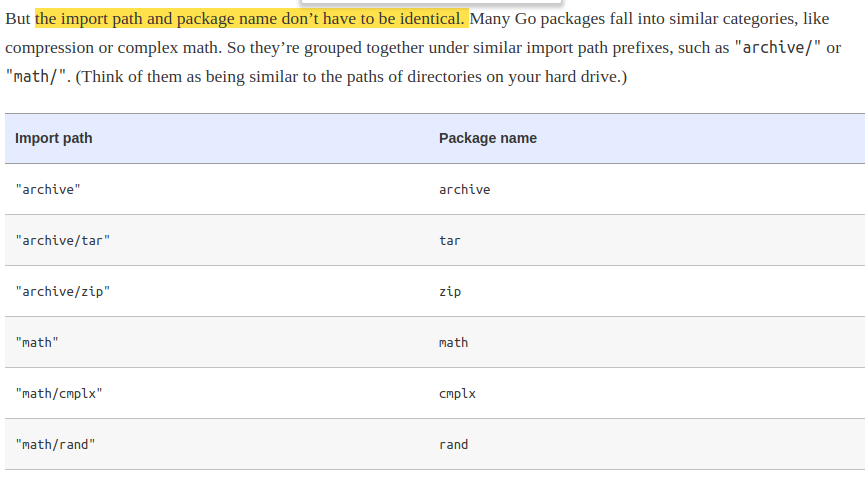 But the import path and package name don’t have to be identical. Many Go packages fall into similar categories, like
compression or complex math. So they’re grouped together under similar import path prefixes, such as "archive/" or
"math/". (Think of them as being similar to the paths of directories on your hard drive.)
Import path Package name
"archive" archive
"archive/tar" tar
"archive/zip" zip
"math" math
"math/cmplx" cmplx
"math/rand" rand